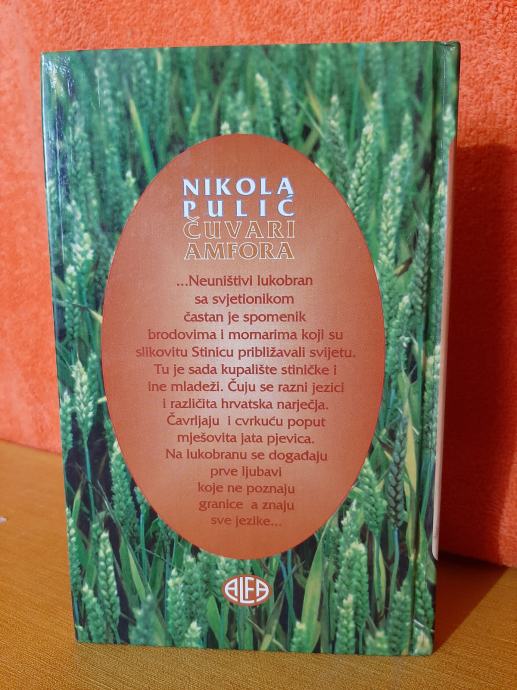 NIKOLA
PULIĆ
ČUVARI
AMFORA
...Neuništivi lukobran
sa svjetionikom
častan je spomenik
brodovima i mornarima koji su
slikovitu Stinicu približavali svijetu.
Tu je sada kupalište stiničke i
ine mladeži. Čuju se razni jezici
i različita hrvatska narječja.
Čavrljaju i cvrkuću poput
mješovita jata pjevica.
Na lukobranu se događaju
prve ljubavi
koje ne poznaju
granice a znaju
sve jezike...
ALFA